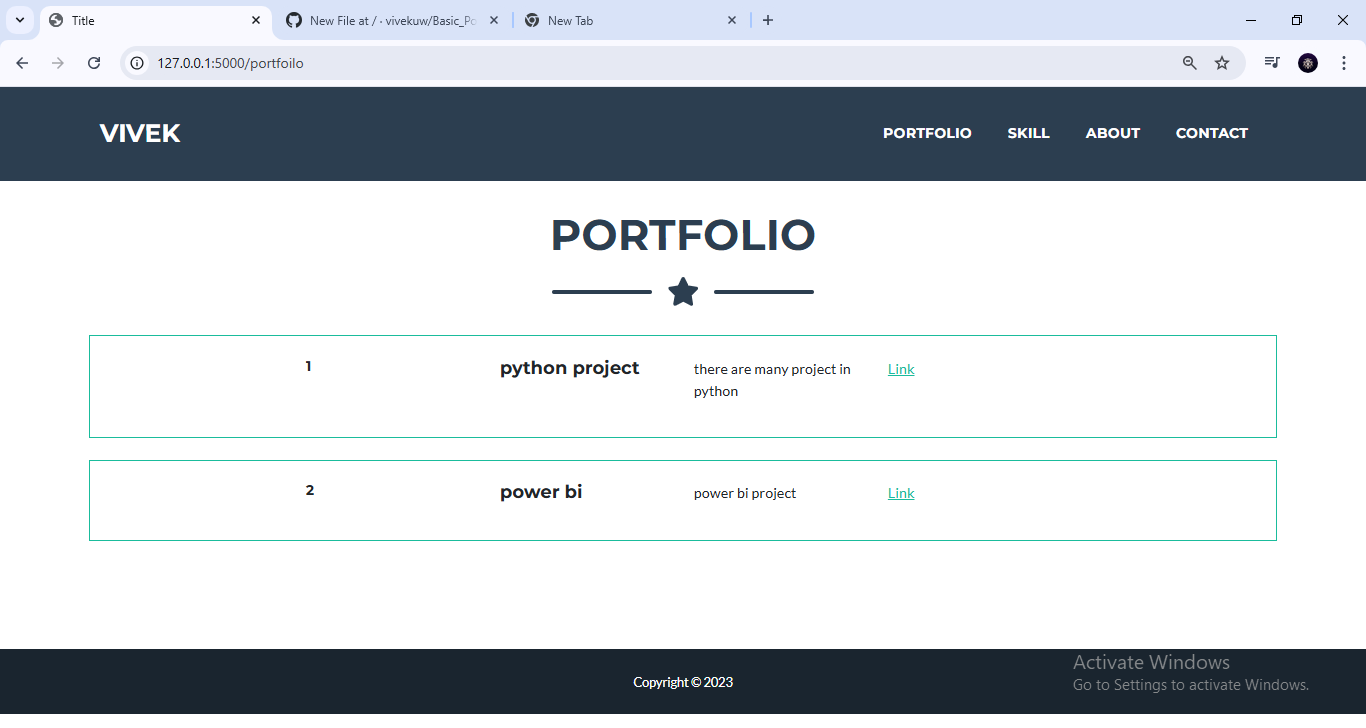 Title
New File at / · vivekuw/Basic_Po
New Tab
127.0.0.1:5000/portfoilo
VIVEK
PORTFOLIO SKILL ABOUT CONTACT
PORTFOLIO
1 python project there are many project in Link
python
2 power bi power bi project Link
Copyright © 2023
Activate Windows
Go to Settings to activate Windows.